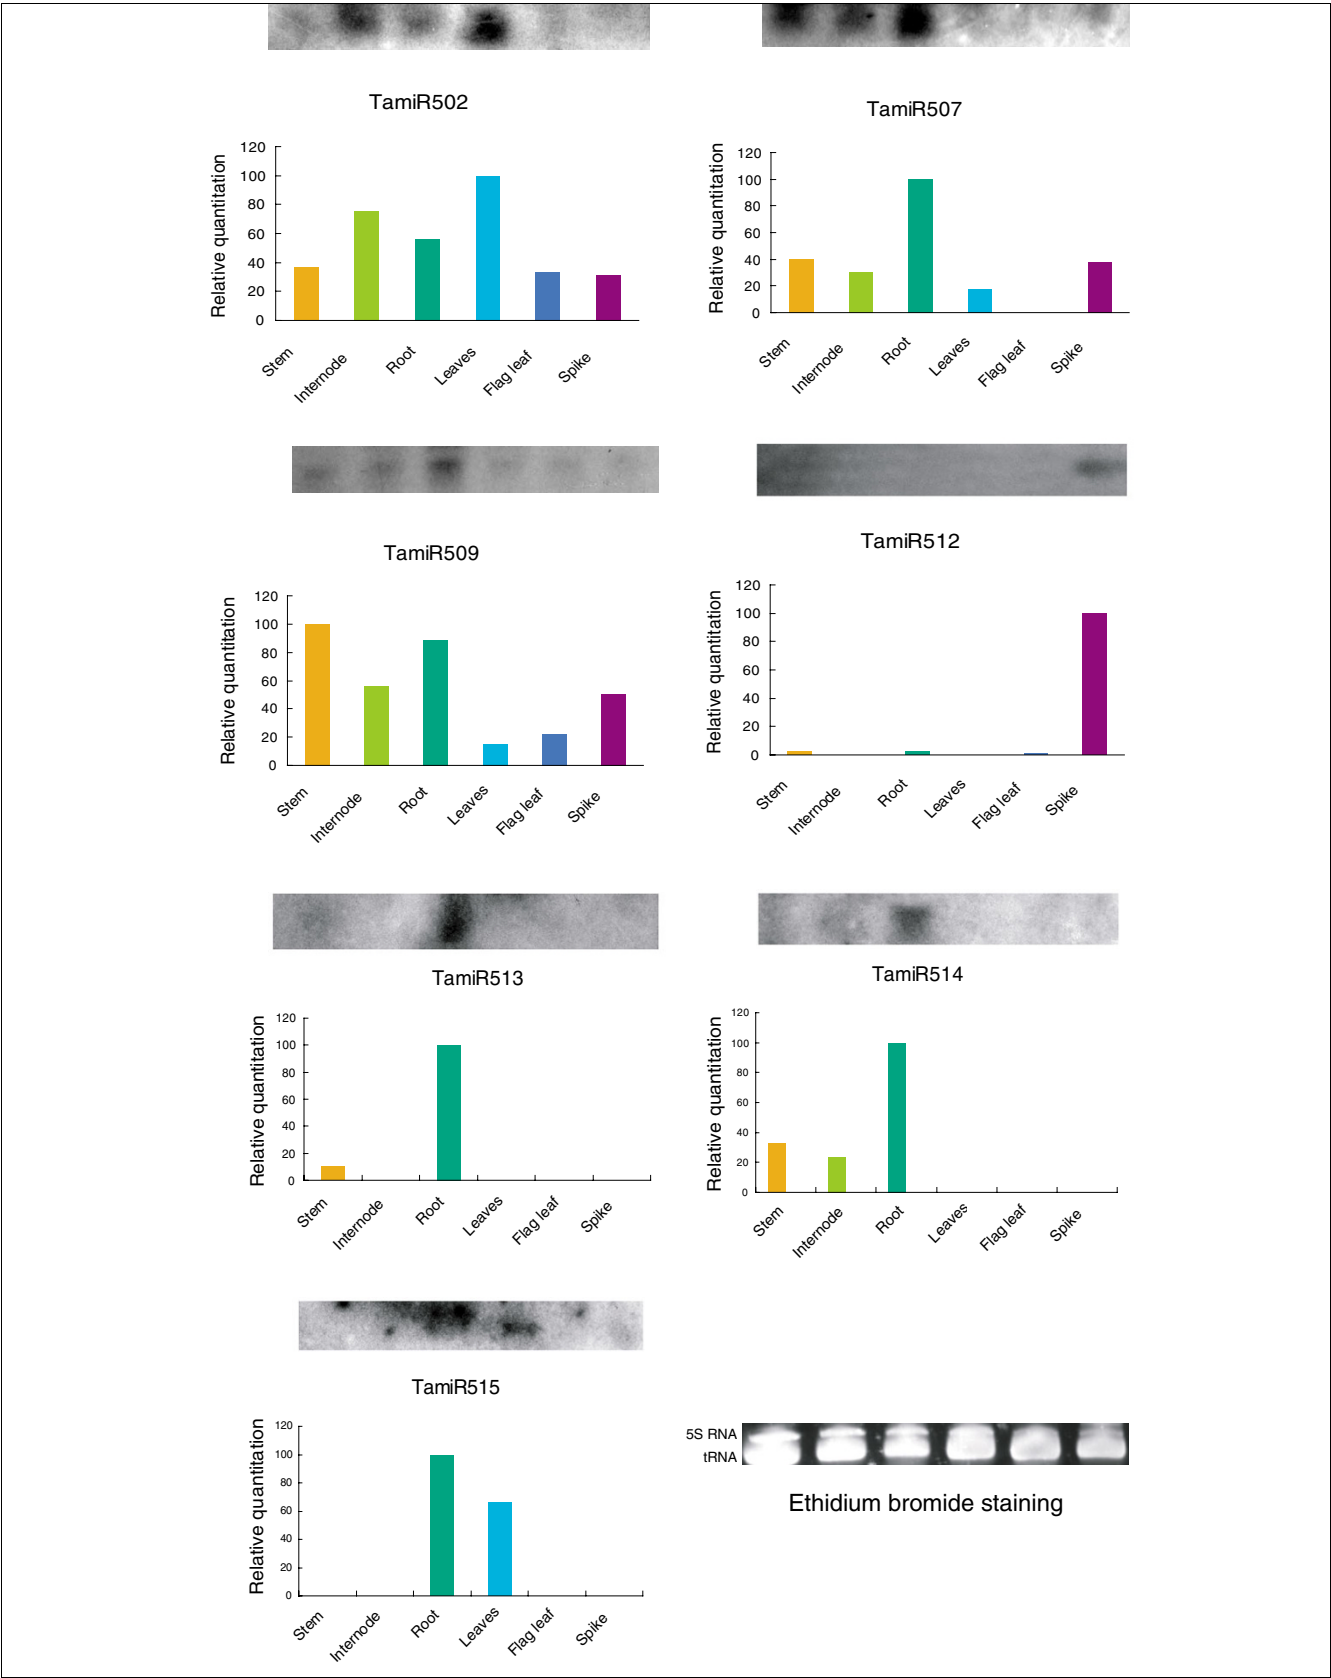 TamiR502
Relative quantitation
120
100
80
60
40
20
0
Stem
Internode
Root
Leaves
Flag leaf
Spike
TamiR507
Relative quantitation
120
100
80
60
40
20
0
Stem
Internode
Root
Leaves
Flag leaf
Spike
TamiR509
Relative quantitation
120
100
80
60
40
20
0
Stem
Internode
Root
Leaves
Flag leaf
Spike
TamiR512
Relative quantitation
120
100
80
60
40
20
0
Stem
Internode
Root
Leaves
Flag leaf
Spike
TamiR513
Relative quantitation
120
100
80
60
40
20
0
Stem
Internode
Root
Leaves
Flag leaf
Spike
TamiR514
Relative quantitation
120
100
80
60
40
20
0
Stem
Internode
Root
Leaves
Flag leaf
Spike
TamiR515
Relative quantitation
120
100
80
60
40
20
0
Stem
Internode
Root
Leaves
Flag leaf
Spike
5S RNA
tRNA
Ethidium bromide staining